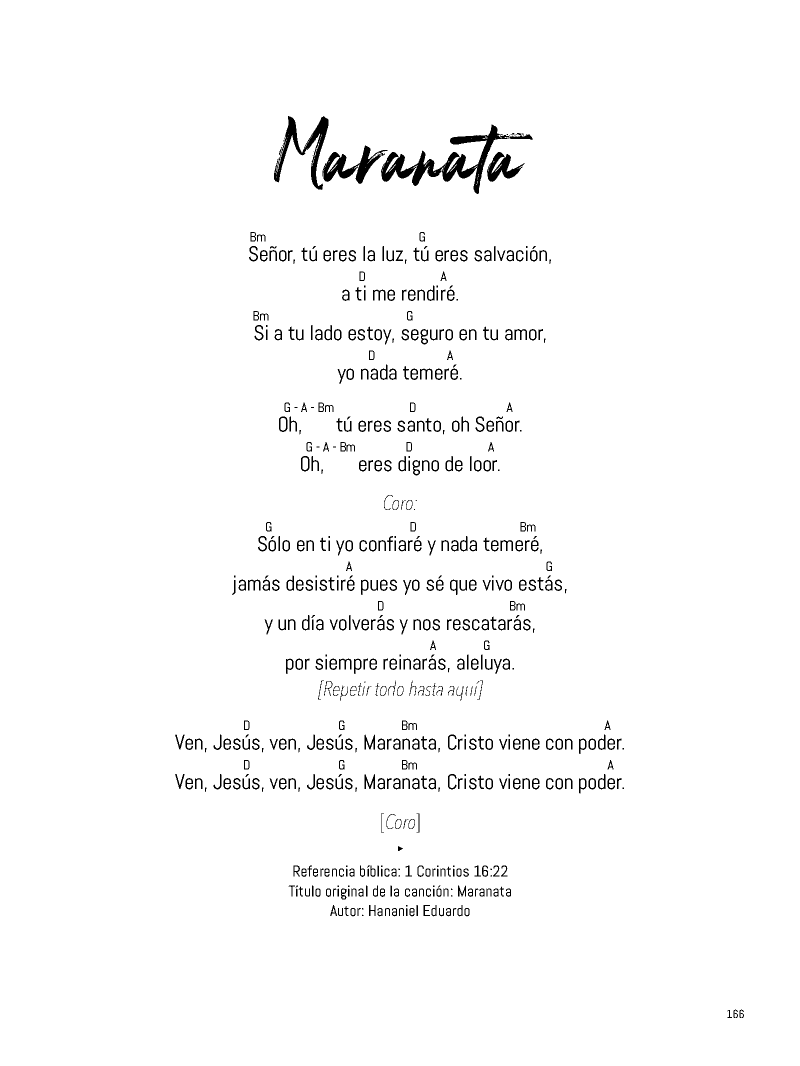 Maranata
Bm G
Señor, tú eres la luz, tú eres salvación,
D A
a ti me rendiré.
Bm G
Si a tu lado estoy, seguro en tu amor,
D A
yo nada temeré.
G - A - Bm D A
Oh, tú eres santo, oh Señor.
G - A - Bm D A
Oh, eres digno de loor.
Coro:
G D Bm
Sólo en ti yo confiaré y nada temeré,
A G
jamás desistiré pues yo sé que vivo estás,
D Bm
y un día volverás y nos rescatarás,
A G
por siempre reinarás, aleluya.
[Repetir todo hasta aquí]
D G Bm A
Ven, Jesús, ven, Jesús, Maranata, Cristo viene con poder.
D G Bm A
Ven, Jesús, ven, Jesús, Maranata, Cristo viene con poder.
[Coro]
Referencia bíblica: 1 Corintios 16:22
Titulo original de la canción: Maranata
Autor: Hananiel Eduardo
166